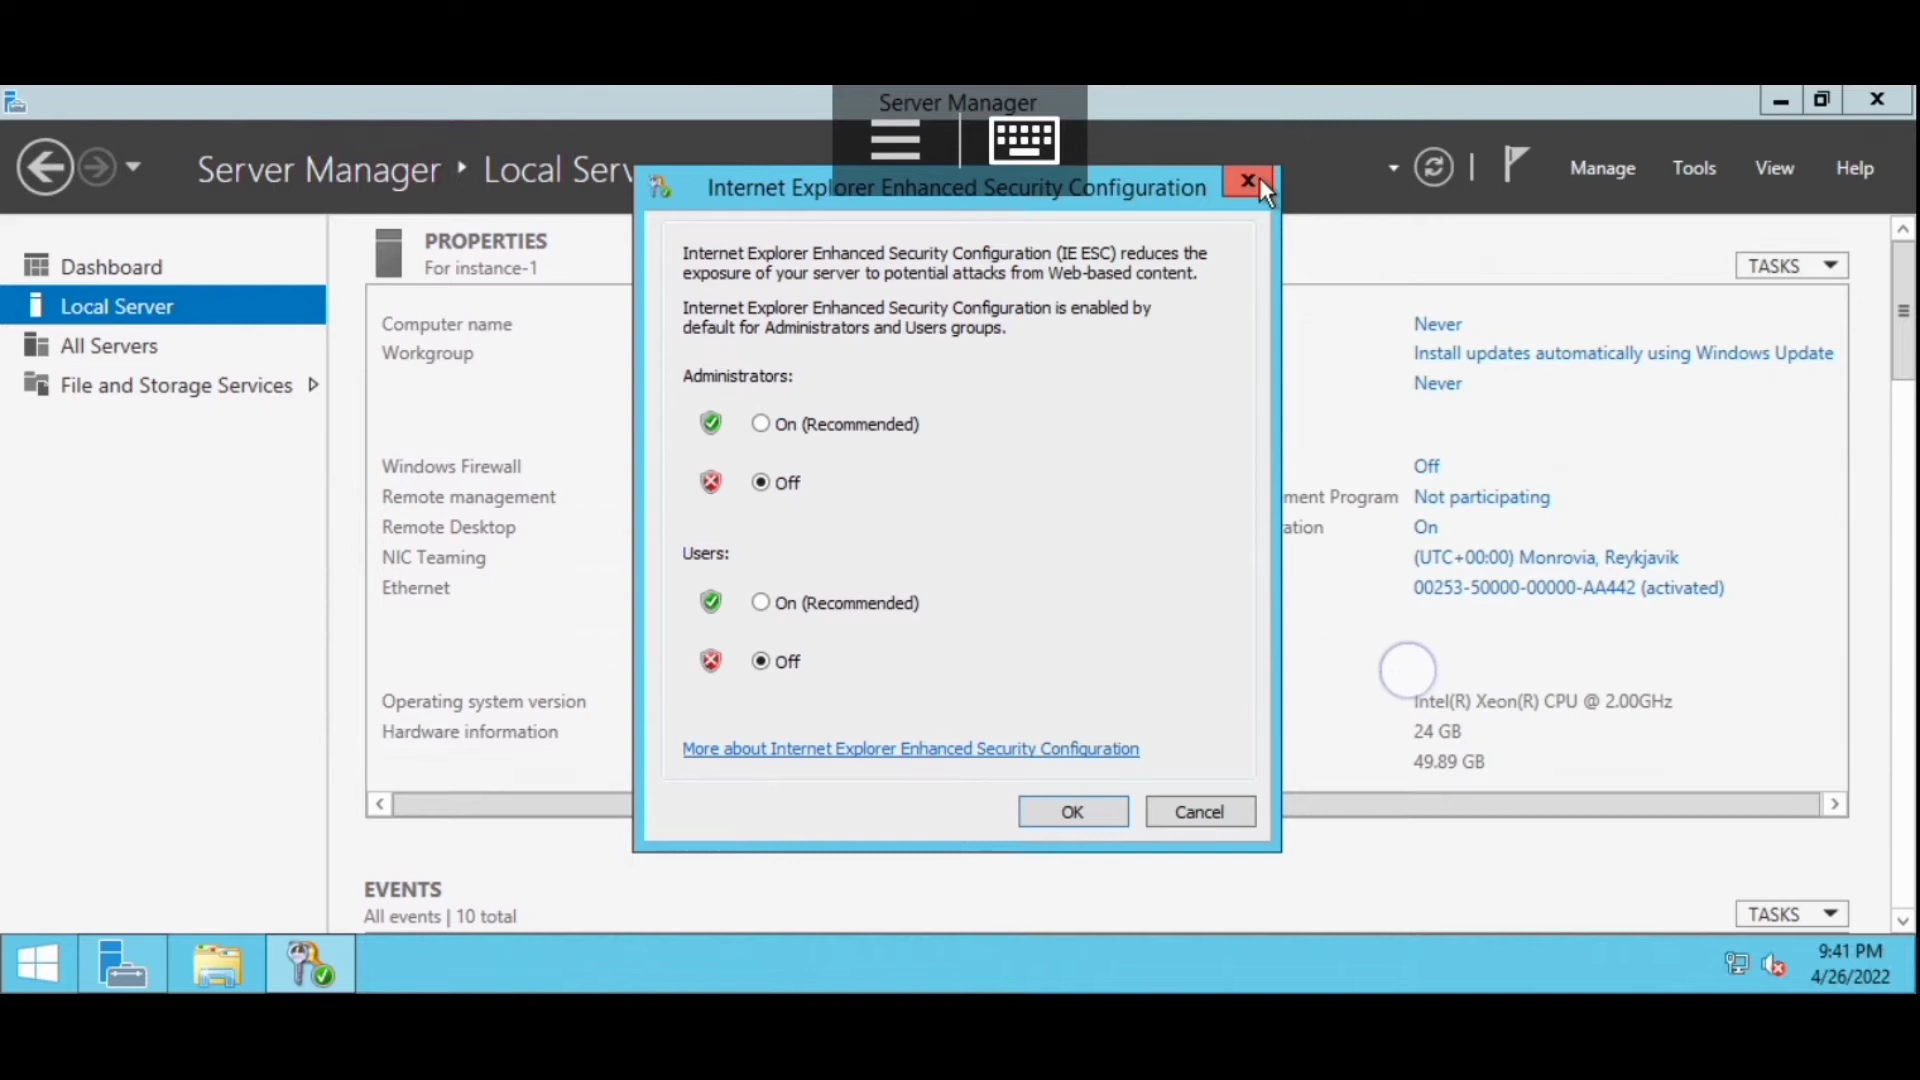 Server Manager
Server Manager ‣ Local Serv
Manage
Tools
View
Help
Dashboard
Local Server
All Servers
File and Storage Services
PROPERTIES
For instance-1
TASKS
Computer name
Workgroup
Windows Firewall
Remote management
Remote Desktop
NIC Teaming
Ethernet
Operating system version
Hardware information
Internet Explorer Enhanced Security Configuration
Internet Explorer Enhanced Security Configuration (IE ESC) reduces the
exposure of your server to potential attacks from Web-based content.
Internet Explorer Enhanced Security Configuration is enabled by
default for Administrators and Users groups.
Administrators:
On (Recommended)
Off
Users:
On (Recommended)
Off
More about Internet Explorer Enhanced Security Configuration
OK
Cancel
Never
Install updates automatically using Windows Update
Never
Off
ment Program Not participating
ation On
(UTC+00:00) Monrovia, Reykjavik
00253-50000-00000-AA442 (activated)
Intel(R) Xeon(R) CPU @ 2.00GHz
24 GB
49.89 GB
EVENTS
All events | 10 total
TASKS
9:41 PM
4/26/2022